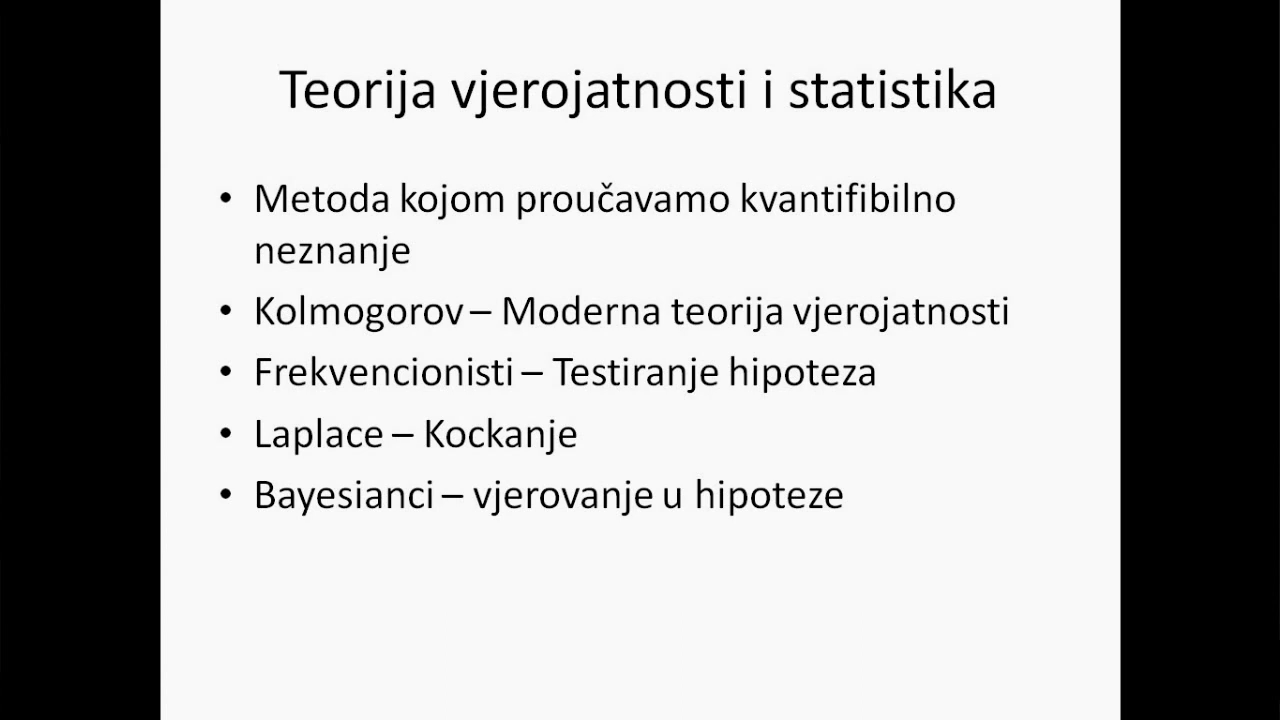 Teorija vjerojatnosti i statistika
• Metoda kojom proučavamo kvantifibilno
neznanje
• Kolmogorov – Moderna teorija vjerojatnosti
• Frekvencionisti – Testiranje hipoteza
• Laplace – Kockanje
• Bayesianci – vjerovanje u hipoteze